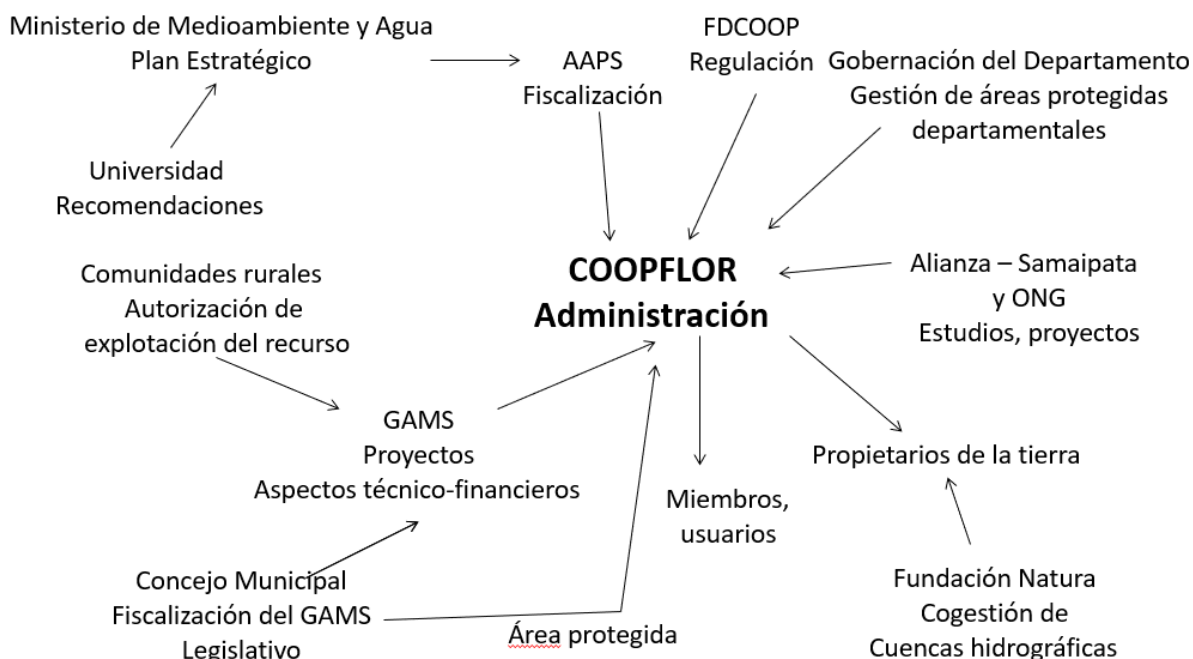 Ministerio de Medioambiente y Agua
Plan Estratégico
AAPS
Fiscalización
FDCOOP
Regulación
Gobernación del Departamento
Gestión de áreas protegidas
departamentales
Universidad
Recomendaciones
COOPFLOR
Administración
Alianza – Samaipata
y ONG
Estudios, proyectos
Comunidades rurales
Autorización de
explotación del recurso
GAMS
Proyectos
Aspectos técnico-financieros
Miembros,
usuarios
Propietarios de la tierra
Concejo Municipal
Fiscalización del GAMS
Legislativo
Área protegida
Fundación Natura
Cogestión de
Cuencas hidrográficas